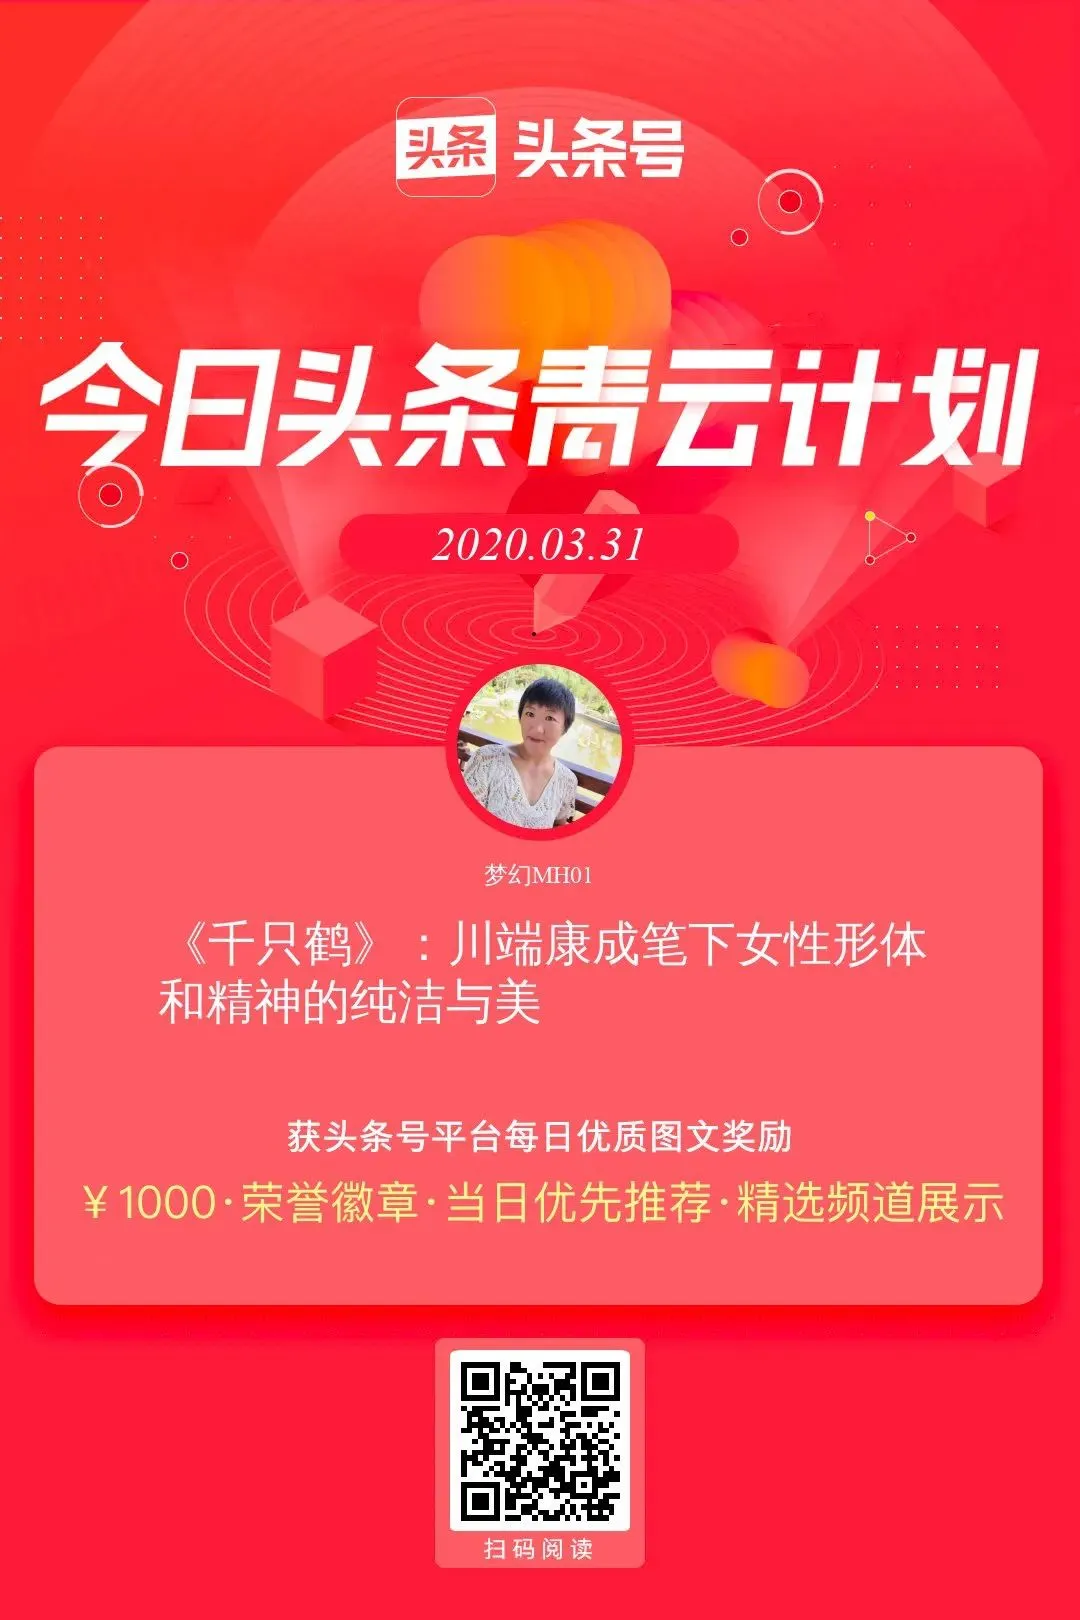 头条 头条号
今日头条青云计划
2020.03.31
梦幻MH01
《千只鹤》：川端康成笔下女性形体
和精神的纯洁与美
获头条号平台每日优质图文奖励
￥1000·荣誉徽章·当日优先推荐·精选频道展示
扫码阅读